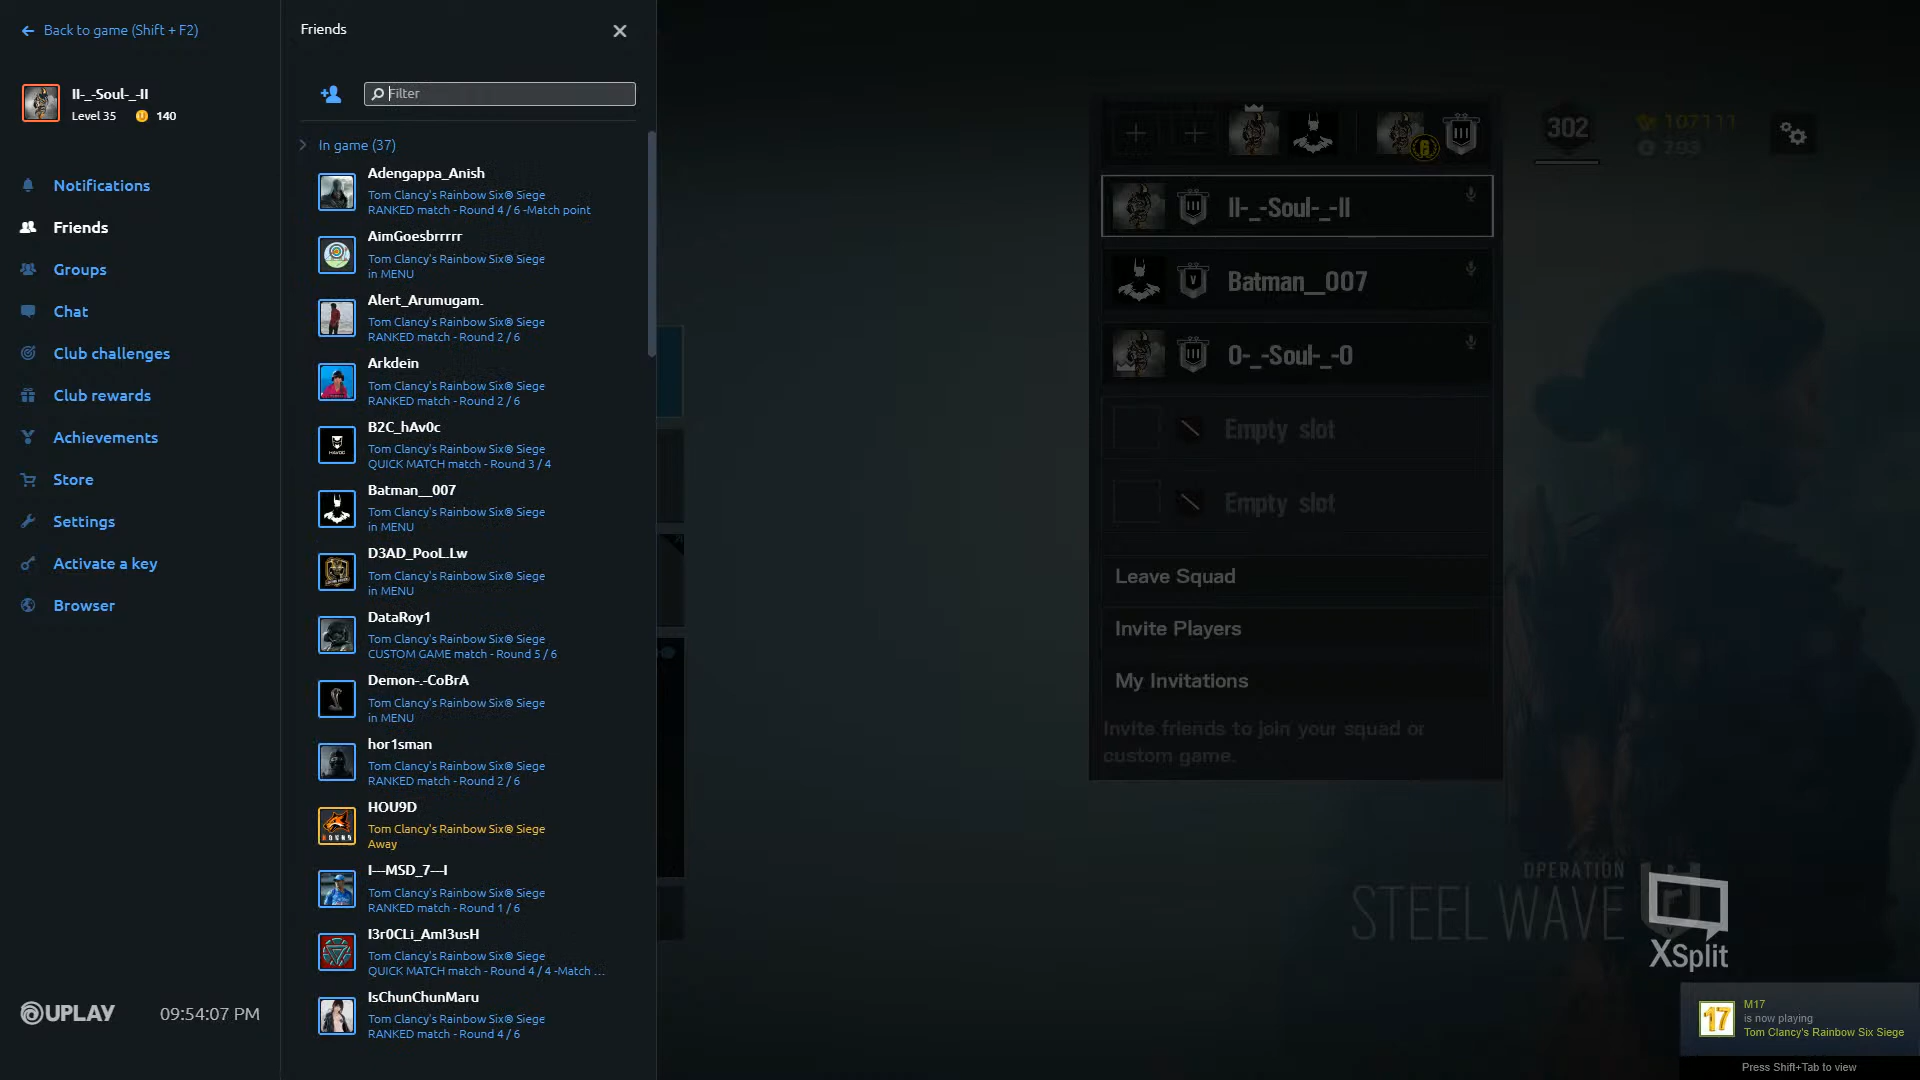 Back to game (Shift + F2)
II-_-Soul-_-II
Level 35
140
Notifications
Friends
Groups
Chat
Club challenges
Club rewards
Achievements
Store
Settings
Activate a key
Browser
UPLAY
09:54:07 PM
Friends
Filter
In game (37)
Adengappa_Anish
Tom Clancy's Rainbow Six® Siege
RANKED match - Round 4 / 6 -Match point
AimGoesbrrrrr
Tom Clancy's Rainbow Six® Siege
in MENU
Alert_Arumugam.
Tom Clancy's Rainbow Six® Siege
RANKED match - Round 2 / 6
Arkdein
Tom Clancy's Rainbow Six® Siege
RANKED match - Round 2 / 6
B2C_hAv0c
Tom Clancy's Rainbow Six® Siege
QUICK MATCH match - Round 3 / 4
Batman__007
Tom Clancy's Rainbow Six® Siege
in MENU
D3AD_PooL.Lw
Tom Clancy's Rainbow Six® Siege
in MENU
DataRoy1
Tom Clancy's Rainbow Six® Siege
CUSTOM GAME match - Round 5 / 6
Demon-.-CoBrA
Tom Clancy's Rainbow Six® Siege
in MENU
hor1sman
Tom Clancy's Rainbow Six® Siege
RANKED match - Round 2 / 6
HOU9D
Tom Clancy's Rainbow Six® Siege
Away
I---MSD_7---I
Tom Clancy's Rainbow Six® Siege
RANKED match - Round 1 / 6
I3r0CLi_AmI3usH
Tom Clancy's Rainbow Six® Siege
QUICK MATCH match - Round 4 / 4 -Match ...
IsChunChunMaru
Tom Clancy's Rainbow Six® Siege
RANKED match - Round 4 / 6
302
107111
293
II-_-Soul-_-II
Batman__007
O-_-Soul-_-O
Empty slot
Empty slot
Leave Squad
Invite Players
My Invitations
Invite friends to join your squad or
custom game.
OPERATION
STEEL WAVE
XSplit
17
M17
is now playing
Tom Clancy's Rainbow Six Siege
Press Shift+Tab to view